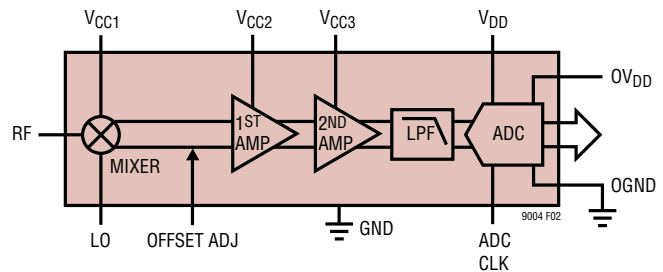 VCC1
VCC2
VCC3
VDD
OVDD
RF
MIXER
1ST
AMP
2ND
AMP
LPF
ADC
OGND
9004 F02
LO
OFFSET ADJ
GND
ADC
CLK